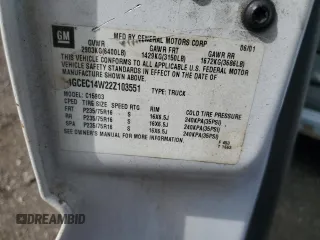 GM
MFD BY GENERAL MOTORS CORP
06/01
GVWR GAWR FRT GAWR RR
2903KG(6400LB) 1429KG(3150LB) 1672KG(3686LB)
THIS VEHICLE CONFORMS TO ALL APPLICABLE U.S. FEDERAL MOTOR
VEHICLE SAFETY STANDARDS IN EFFECT ON THE DATE OF
MANUFACTURE SHOWN ABOVE.
1GCEC14W22Z103551 TYPE: TRUCK
MODEL: C15903
TIRE SIZE SPEED RTG RIM COLD TIRE PRESSURE
FRT P235/75R16 S 16X6.5J 240KPA(35PSI)
RR P235/75R16 S 16X6.5J 240KPA(35PSI)
SPA P235/75R16 S 16X6.5J 240KPA(35PSI)
SEE OWNER'S MANUAL FOR MORE INFORMATION.
DREAMBID